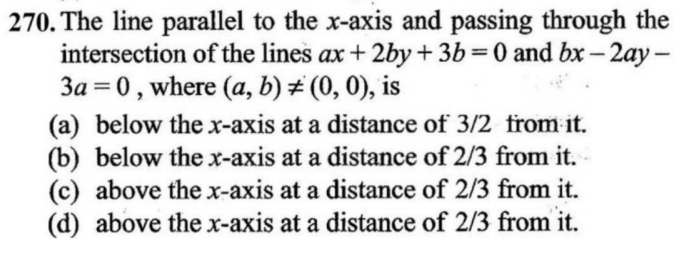 270. The line parallel to the x-axis and passing through the
intersection of the lines ax + 2by + 3b = 0 and bx – 2ay –
3a = 0 , where (a, b) ≠ (0, 0), is
(a) below the x-axis at a distance of 3/2 from it.
(b) below the x-axis at a distance of 2/3 from it.
(c) above the x-axis at a distance of 2/3 from it.
(d) above the x-axis at a distance of 2/3 from it.